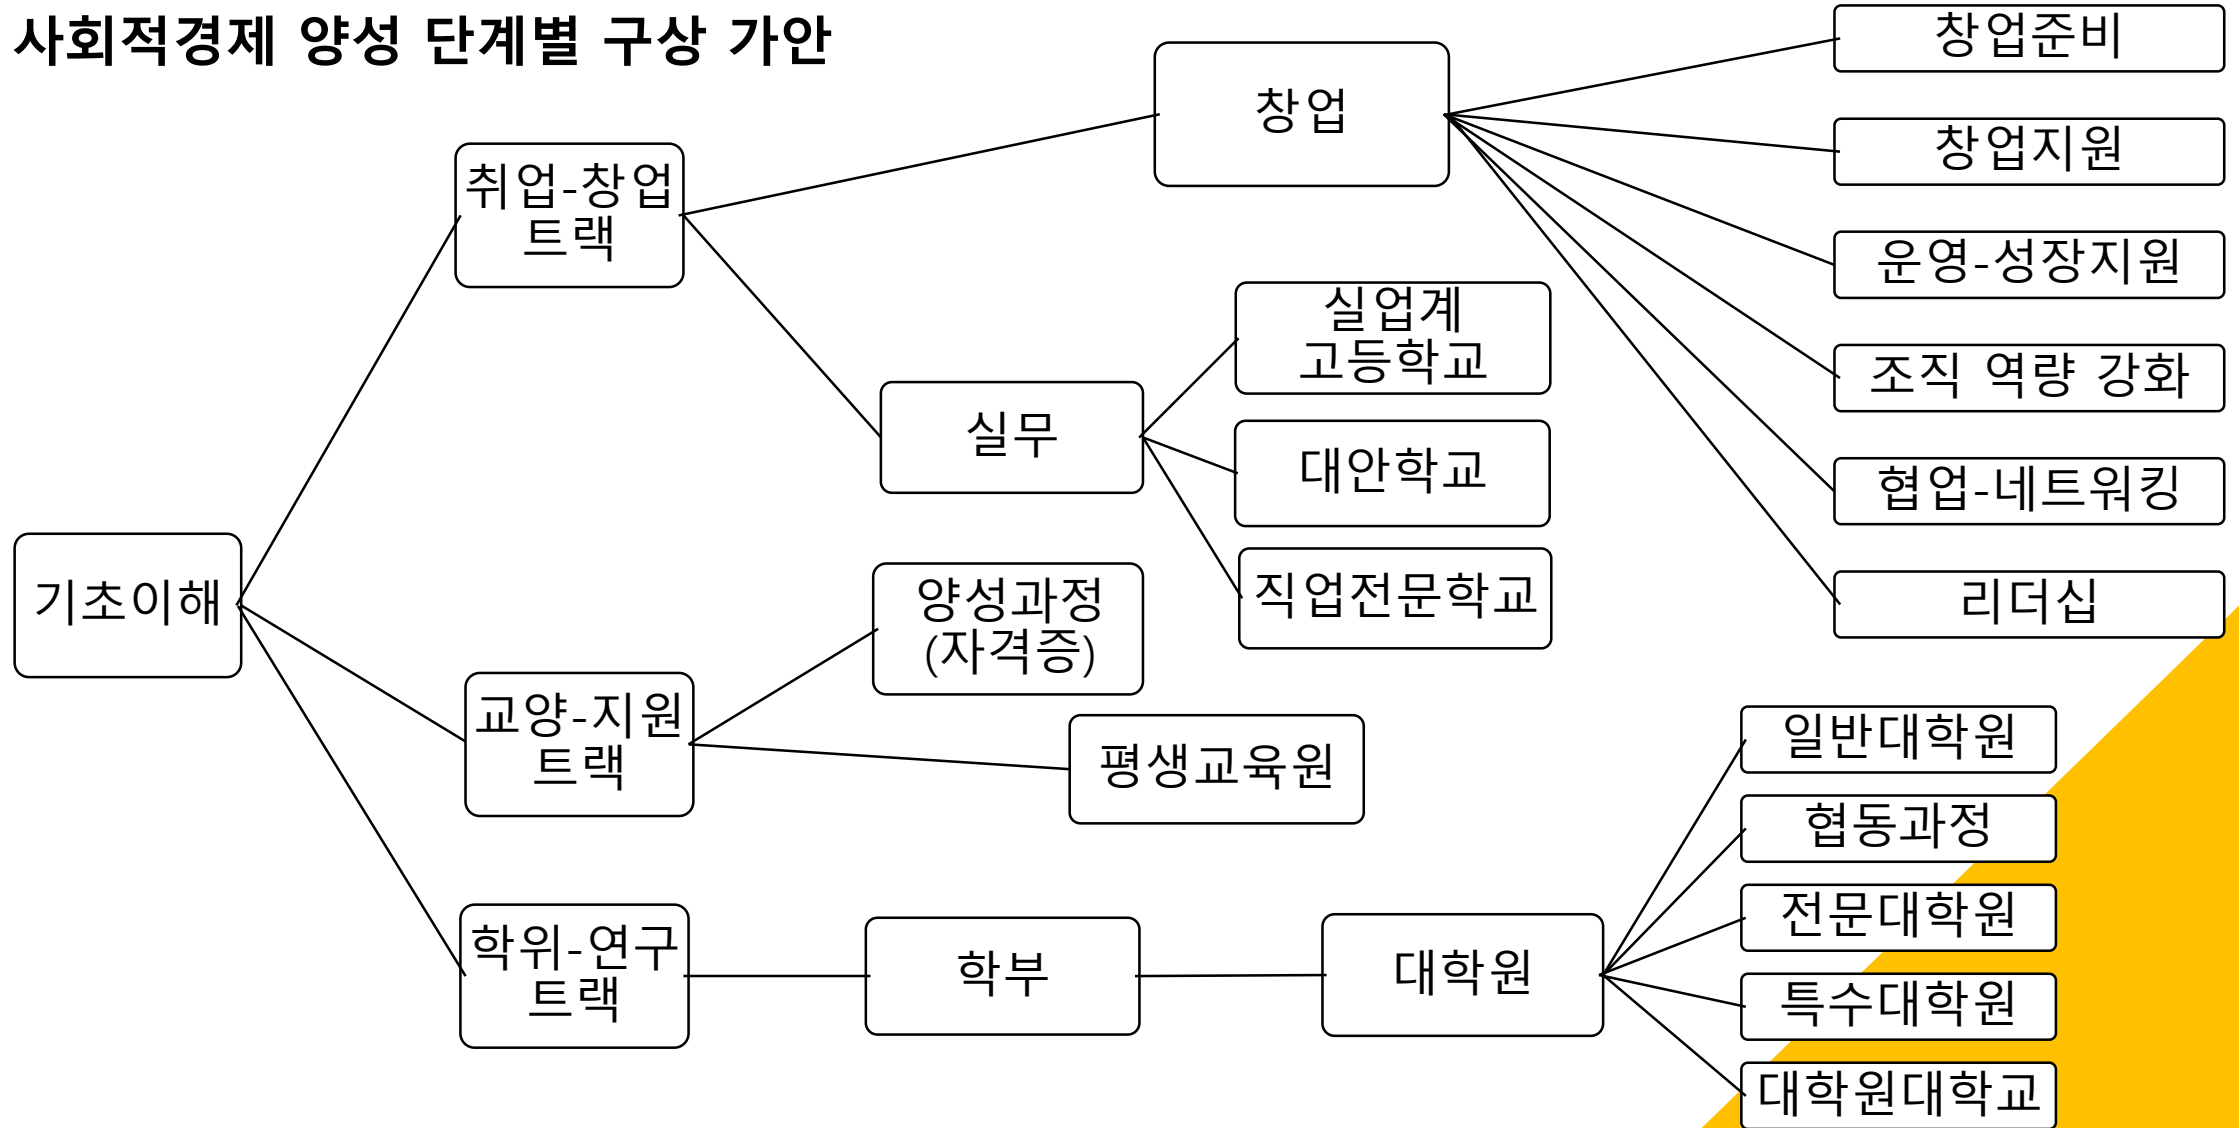 사회적경제 양성 단계별 구상 가안
기초이해
취업-창업
트랙
창업
창업준비
창업지원
운영-성장지원
조직 역량 강화
협업-네트워킹
리더십
실무
실업계
고등학교
대안학교
직업전문학교
교양-지원
트랙
양성과정
(자격증)
평생교육원
학위-연구
트랙
학부
대학원
일반대학원
협동과정
전문대학원
특수대학원
대학원대학교